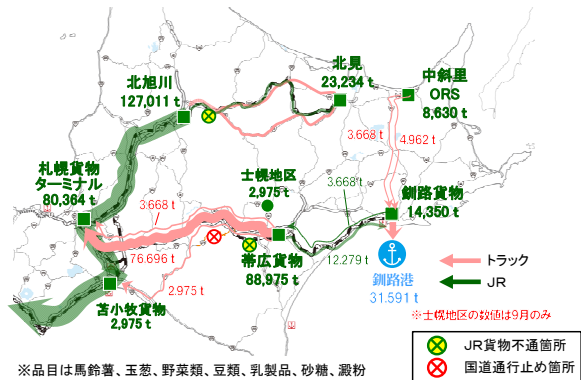 北見
23,234 t
中斜里
ORS
8,630 t
北旭川
127,011 t
3.668 t
4.962 t
札幌貨物
ターミナル
80,364 t
士幌地区
2,975 t
3.668 t
3.668 t
釧路貨物
14,350 t
76.696 t
帯広貨物
88,975 t
12.279 t
釧路港
31.591 t
2.975 t
苫小牧貨物
2,975 t
トラック
JR
※士幌地区の数値は9月のみ
JR貨物不通箇所
国道通行止め箇所
※品目は馬鈴薯、玉葱、野菜類、豆類、乳製品、砂糖、澱粉